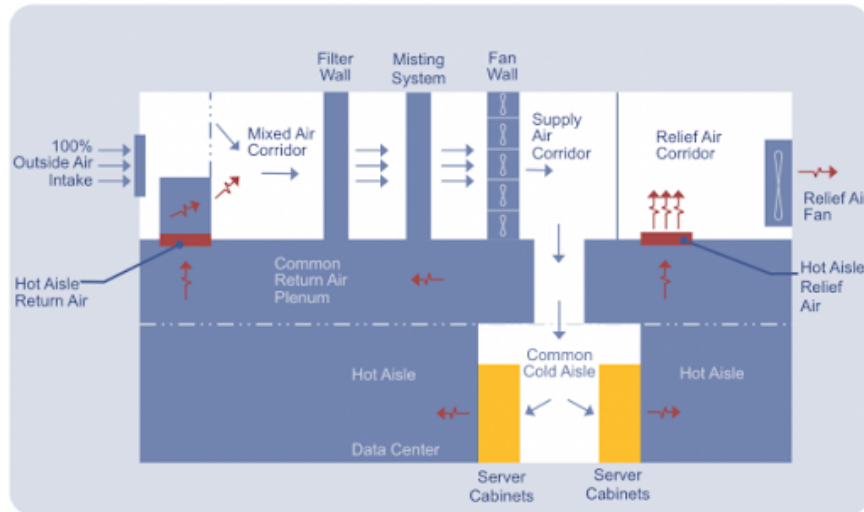 Filter
Wall
Misting
System
Fan
Wall
100%
Outside Air
Intake
Mixed Air
Corridor
Supply
Air
Corridor
Relief Air
Corridor
Relief Air
Fan
Hot Aisle
Return Air
Common
Return Air
Plenum
Hot Aisle
Relief
Air
Common
Cold Aisle
Hot Aisle
Hot Aisle
Data Center
Server
Cabinets
Server
Cabinets